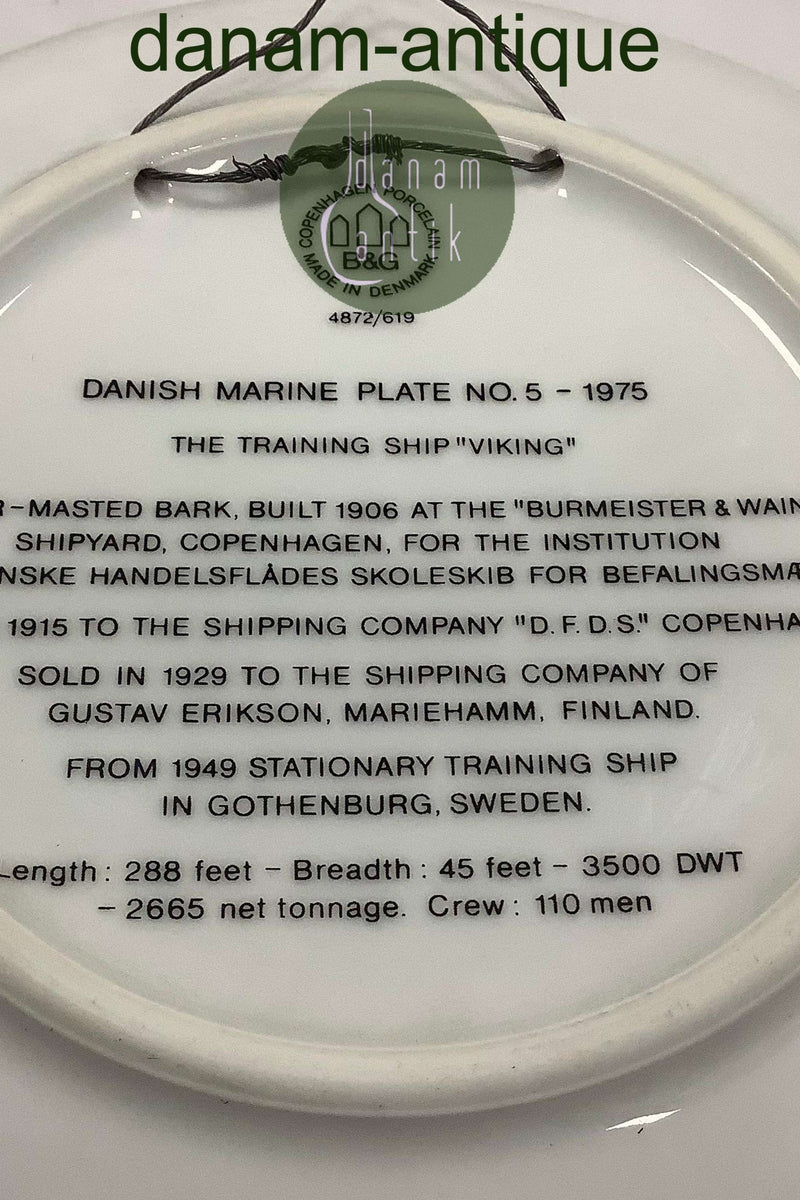 danam-antique
danam
antik
COPENHAGEN PORCELAIN
B&G
MADE IN DENMARK
4872/619
DANISH MARINE PLATE NO. 5 - 1975
THE TRAINING SHIP "VIKING"
R-MASTED BARK, BUILT 1906 AT THE "BURMEISTER & WAIN
SHIPYARD, COPENHAGEN, FOR THE INSTITUTION
NSKE HANDELSFLÅDES SKOLESKIB FOR BEFALINGSMÆ
1915 TO THE SHIPPING COMPANY "D.F.D.S." COPENHA
SOLD IN 1929 TO THE SHIPPING COMPANY OF
GUSTAV ERIKSON, MARIEHAMM, FINLAND.
FROM 1949 STATIONARY TRAINING SHIP
IN GOTHENBURG, SWEDEN.
Length: 288 feet - Breadth: 45 feet - 3500 DWT
- 2665 net tonnage. Crew: 110 men